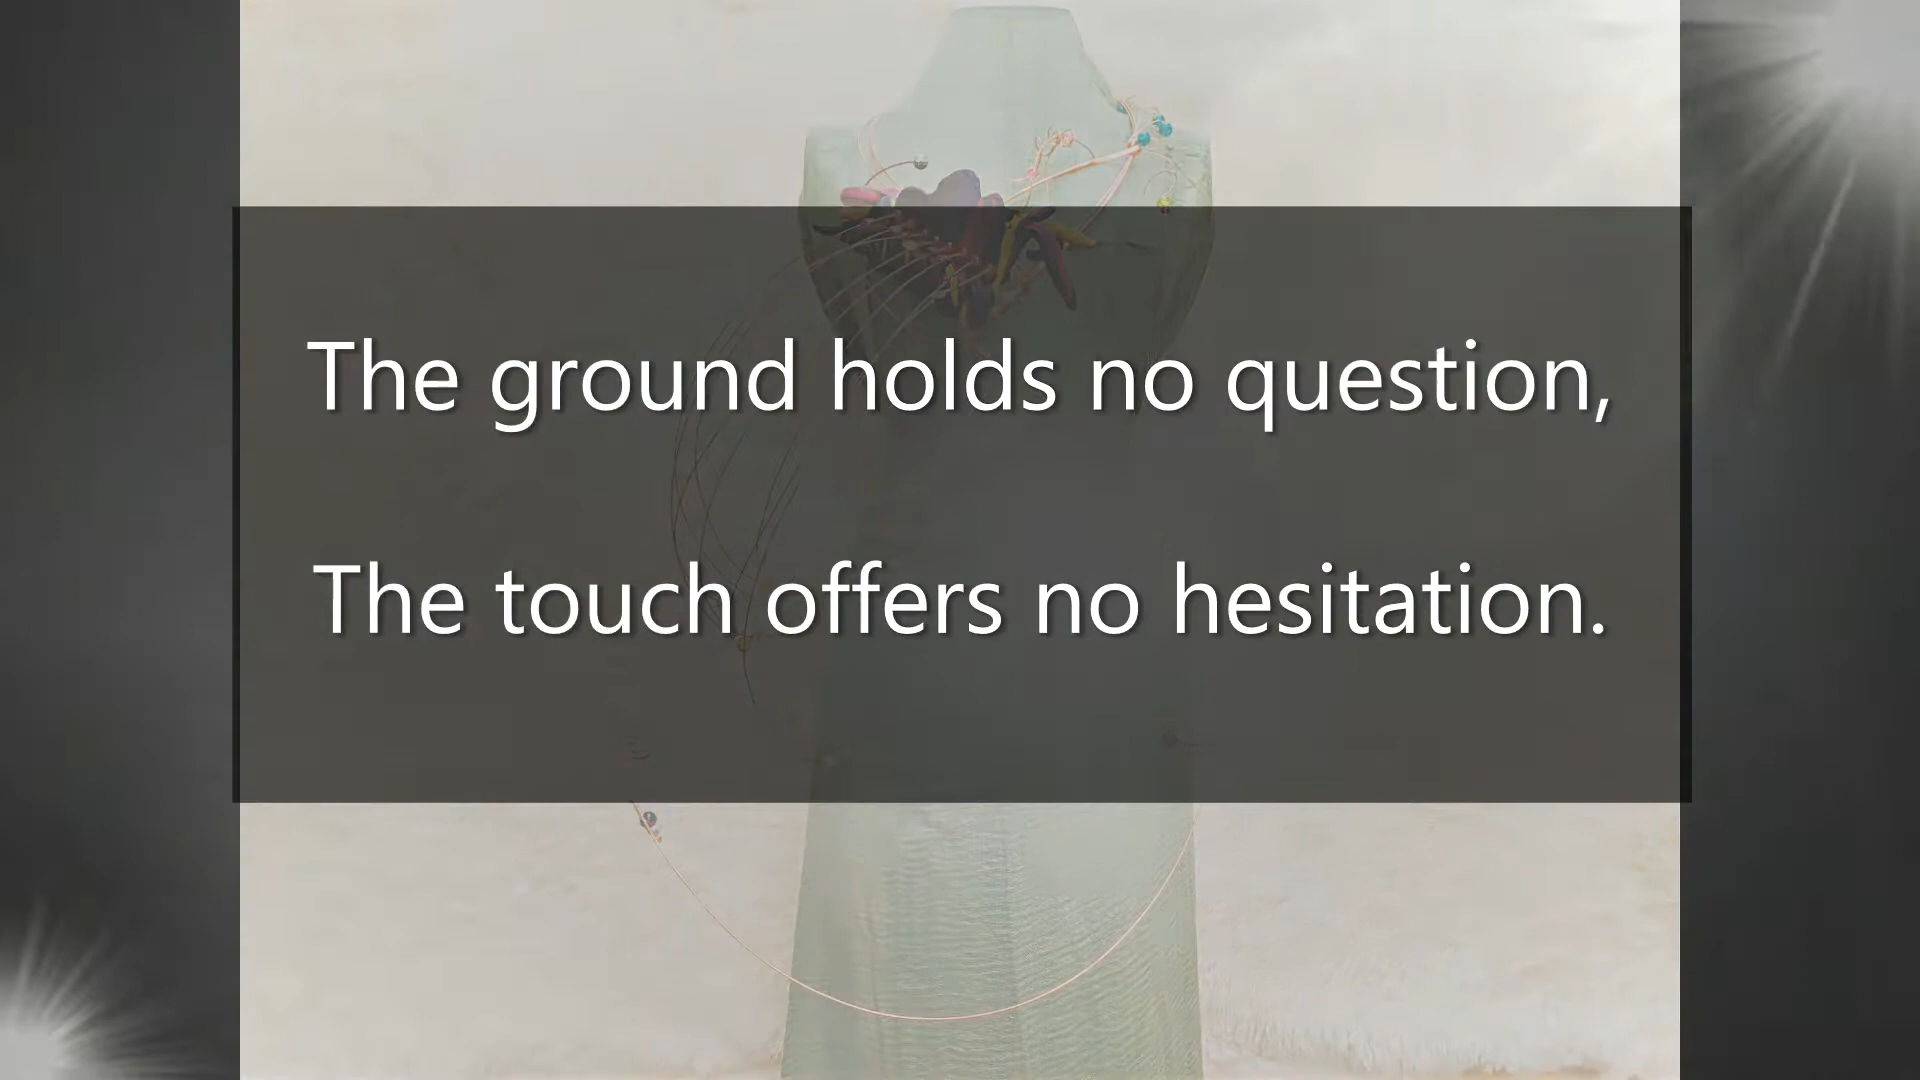 The ground holds no question,
The touch offers no hesitation.